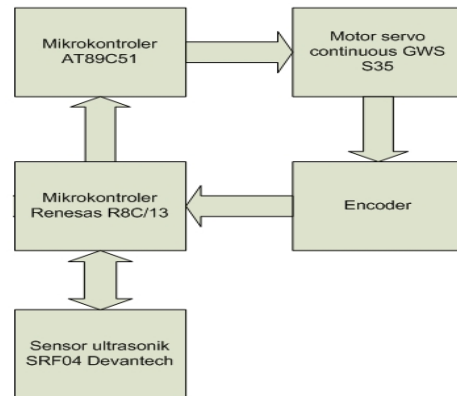 Mikrokontroler
AT89C51
Motor servo
continuous GWS
S35
Mikrokontroler
Renesas R8C/13
Encoder
Sensor ultrasonik
SRF04 Devantech